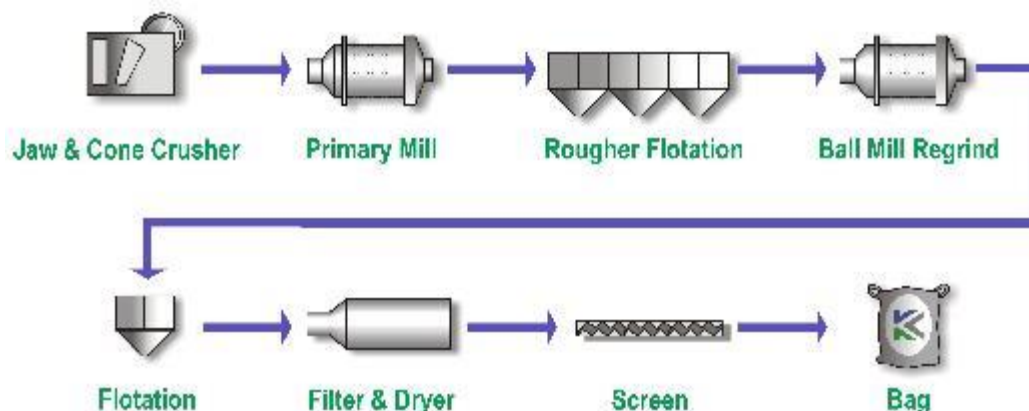 Jaw & Cone Crusher
Primary Mill
Rougher Flotation
Ball Mill Regrind
Flotation
Filter & Dryer
Screen
Bag